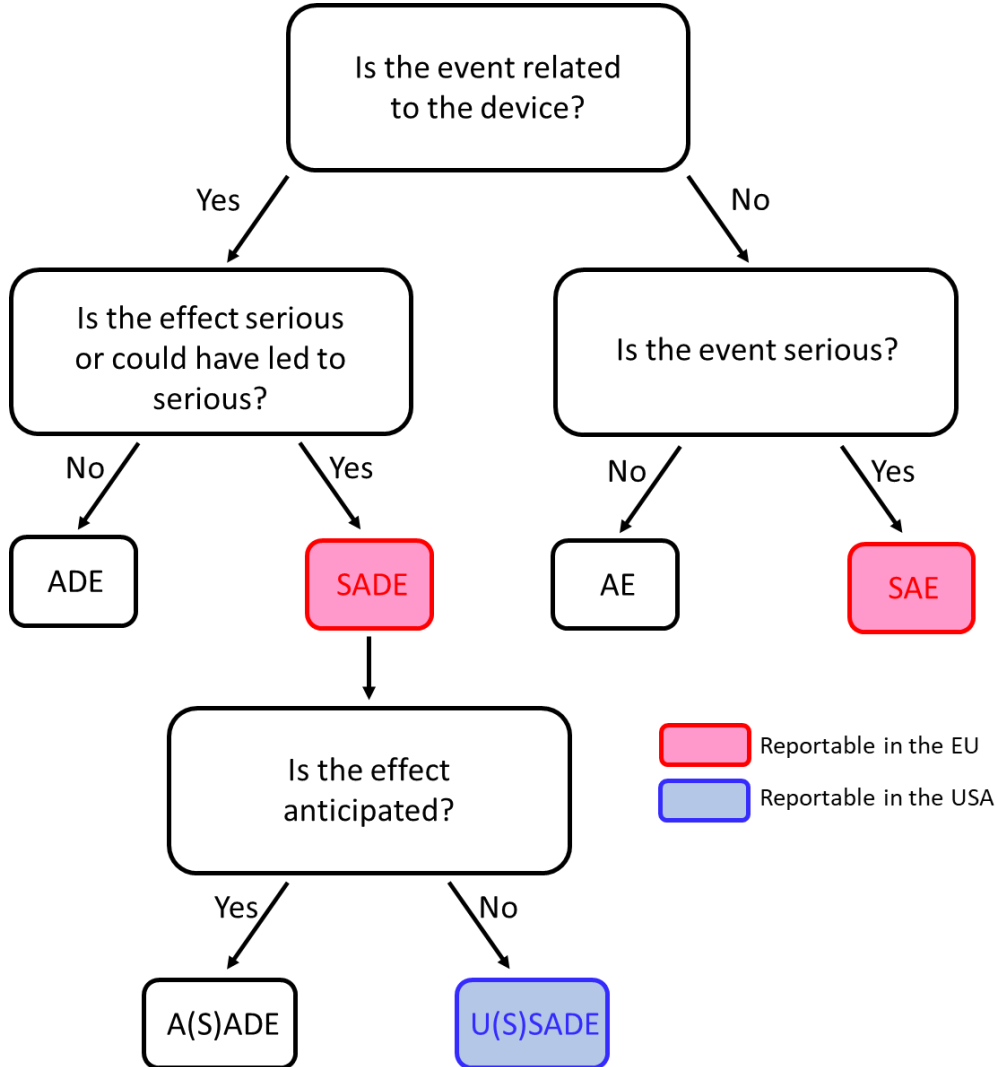 Is the event related
to the device?
Yes
No
Is the effect serious
or could have led to
serious?
Is the event serious?
No
Yes
No
Yes
ADE
SADE
AE
SAE
Is the effect
anticipated?
Reportable in the EU
Reportable in the USA
Yes
No
A(S)ADE
U(S)SADE